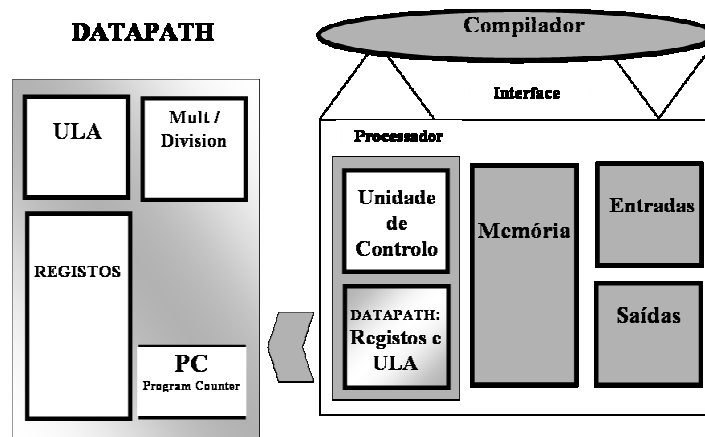 DATAPATH
ULA
Mult /
Division
REGISTOS
PC
Program Counter
Compilador
Interface
Processador
Unidade
de
Controlo
DATAPATH:
Registos e
ULA
Memória
Entradas
Saídas